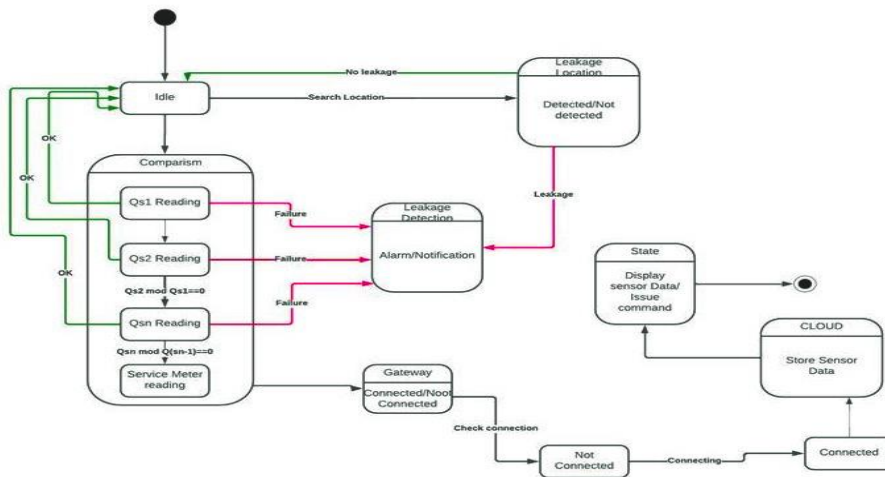 Leakage
Location
No leakage
Idle
Search Location
Detected/Not
detected
OK
Comparism
OK
Leakage
Qs1 Reading
Failure
Leakage
Detection
Alarm/Notification
Qs2 Reading
Failure
State
Display
sensor Data/
Issue
command
OK
Qs2 mod Qs1==0
Failure
Qsn Reading
CLOUD
Qsn mod Q(sn-1)==0
Store Sensor
Data
Service Meter
reading
Gateway
Connected/Noot
Connected
Check connection
Not
Connected
Connecting
Connected